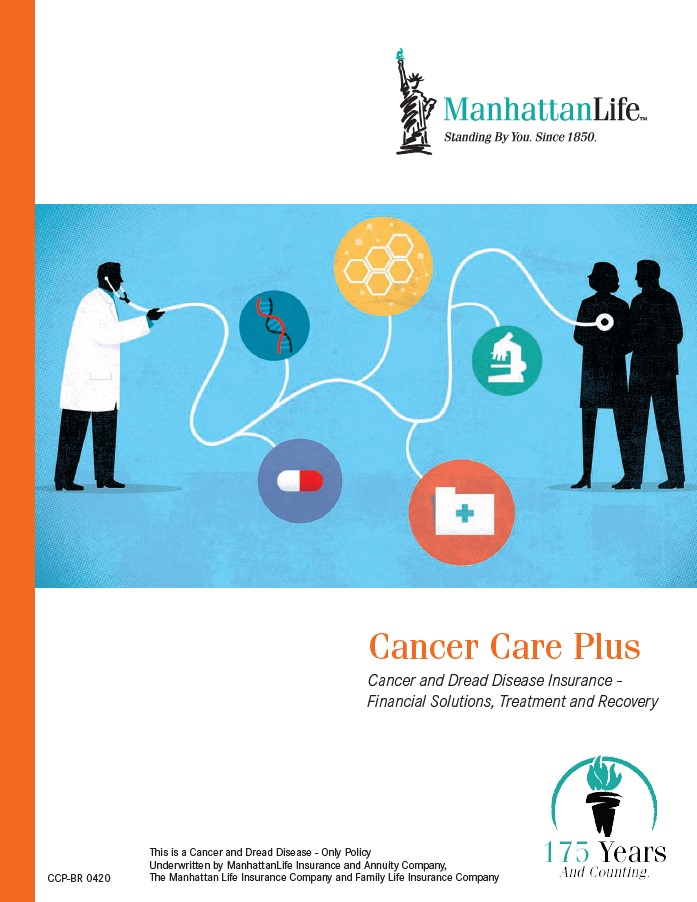 ManhattanLife™
Standing By You. Since 1850.
Cancer Care Plus
Cancer and Dread Disease Insurance -
Financial Solutions, Treatment and Recovery
175 Years
And Counting.
This is a Cancer and Dread Disease - Only Policy
Underwritten by ManhattanLife Insurance and Annuity Company,
CCP-BR 0420 The Manhattan Life Insurance Company and Family Life Insurance Company